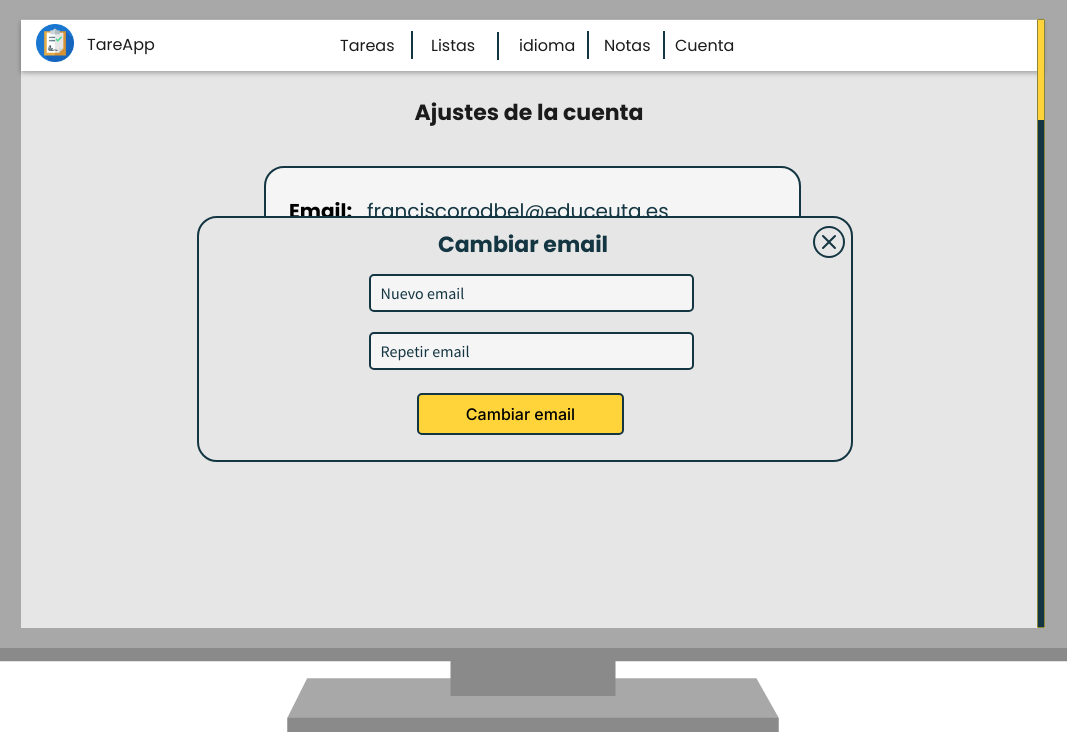 TareApp
Tareas Listas idioma Notas Cuenta
Ajustes de la cuenta
Email: franciscorodbel@educeuta.es
Cambiar email
Nuevo email
Repetir email
Cambiar email